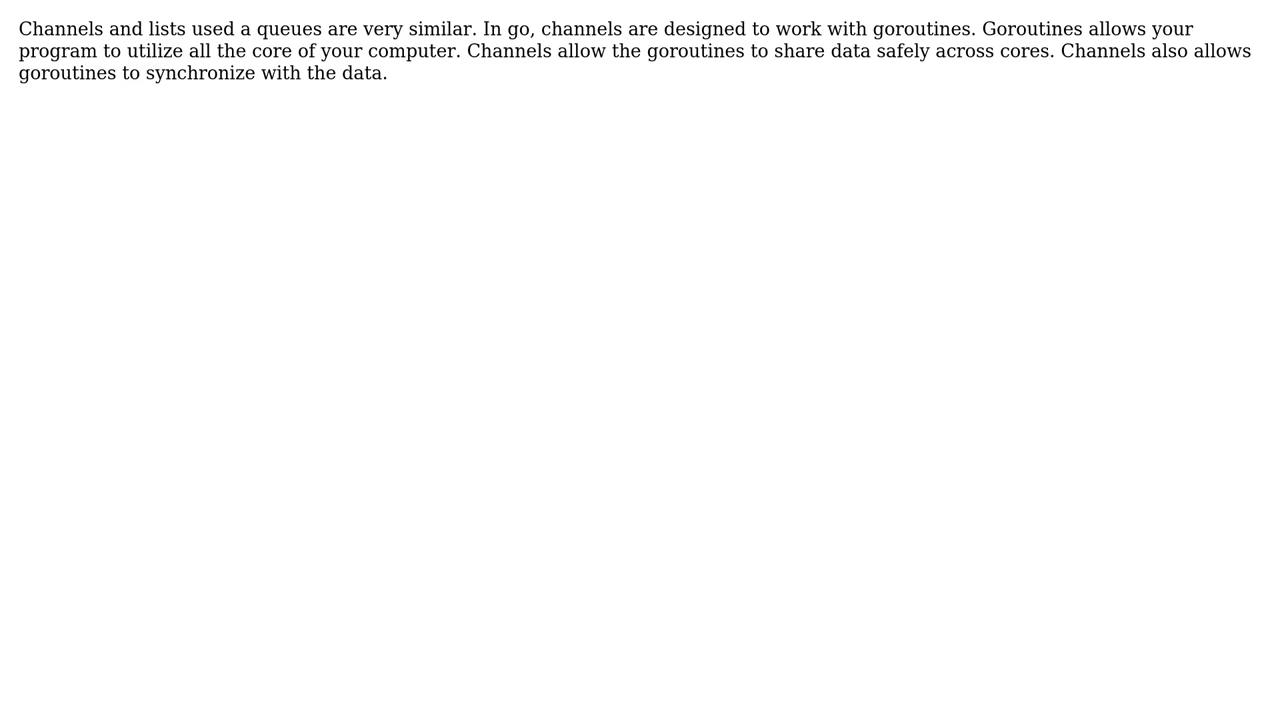 Channels and lists used a queues are very similar. In go, channels are designed to work with goroutines. Goroutines allows your
program to utilize all the core of your computer. Channels allow the goroutines to share data safely across cores. Channels also allows
goroutines to synchronize with the data.